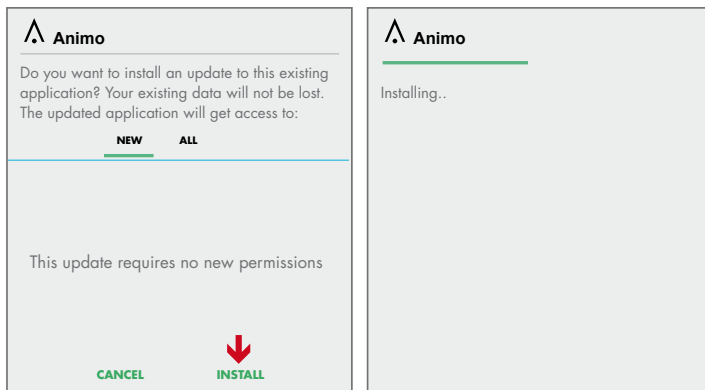 Animo
Do you want to install an update to this existing
application? Your existing data will not be lost.
The updated application will get access to:
NEW ALL
This update requires no new permissions
CANCEL INSTALL
Animo
Installing..